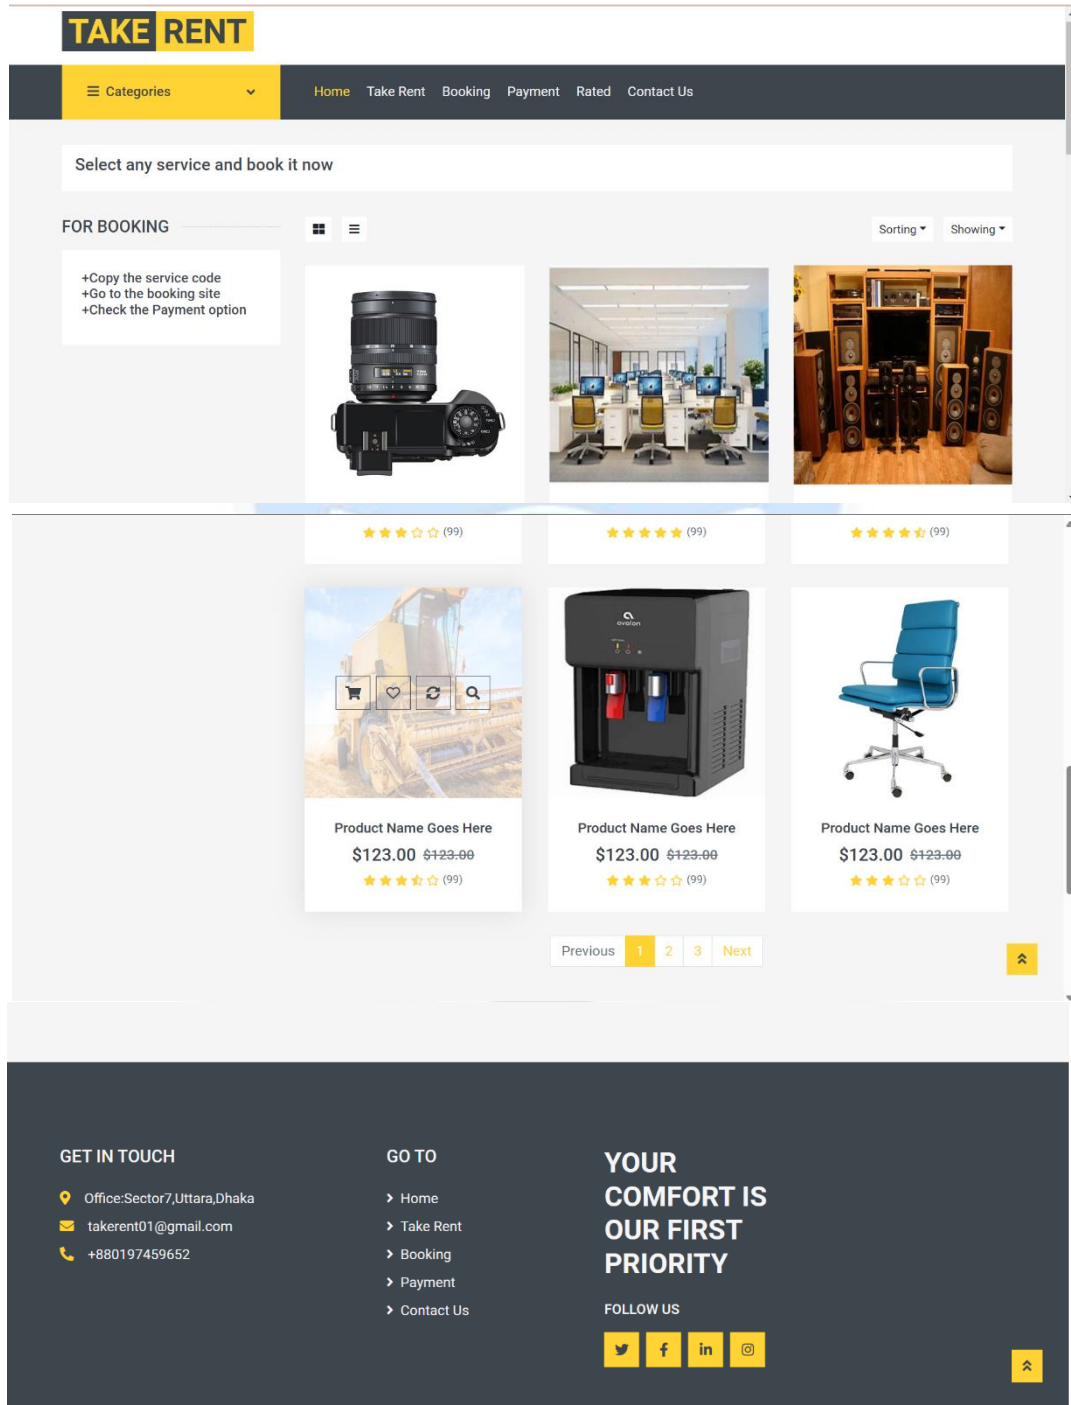 TAKE RENT
Categories
Home Take Rent Booking Payment Rated Contact Us
Select any service and book it now
FOR BOOKING
Sorting Showing
+Copy the service code
+Go to the booking site
+Check the Payment option
(99) (99) (99)
avalon
Product Name Goes Here Product Name Goes Here Product Name Goes Here
$123.00 $123.00 $123.00 $123.00 $123.00 $123.00
(99) (99) (99)
Previous 1 2 3 Next
GET IN TOUCH
Office:Sector7,Uttara,Dhaka
takerent01@gmail.com
+880197459652
GO TO
Home
Take Rent
Booking
Payment
Contact Us
YOUR
COMFORT IS
OUR FIRST
PRIORITY
FOLLOW US